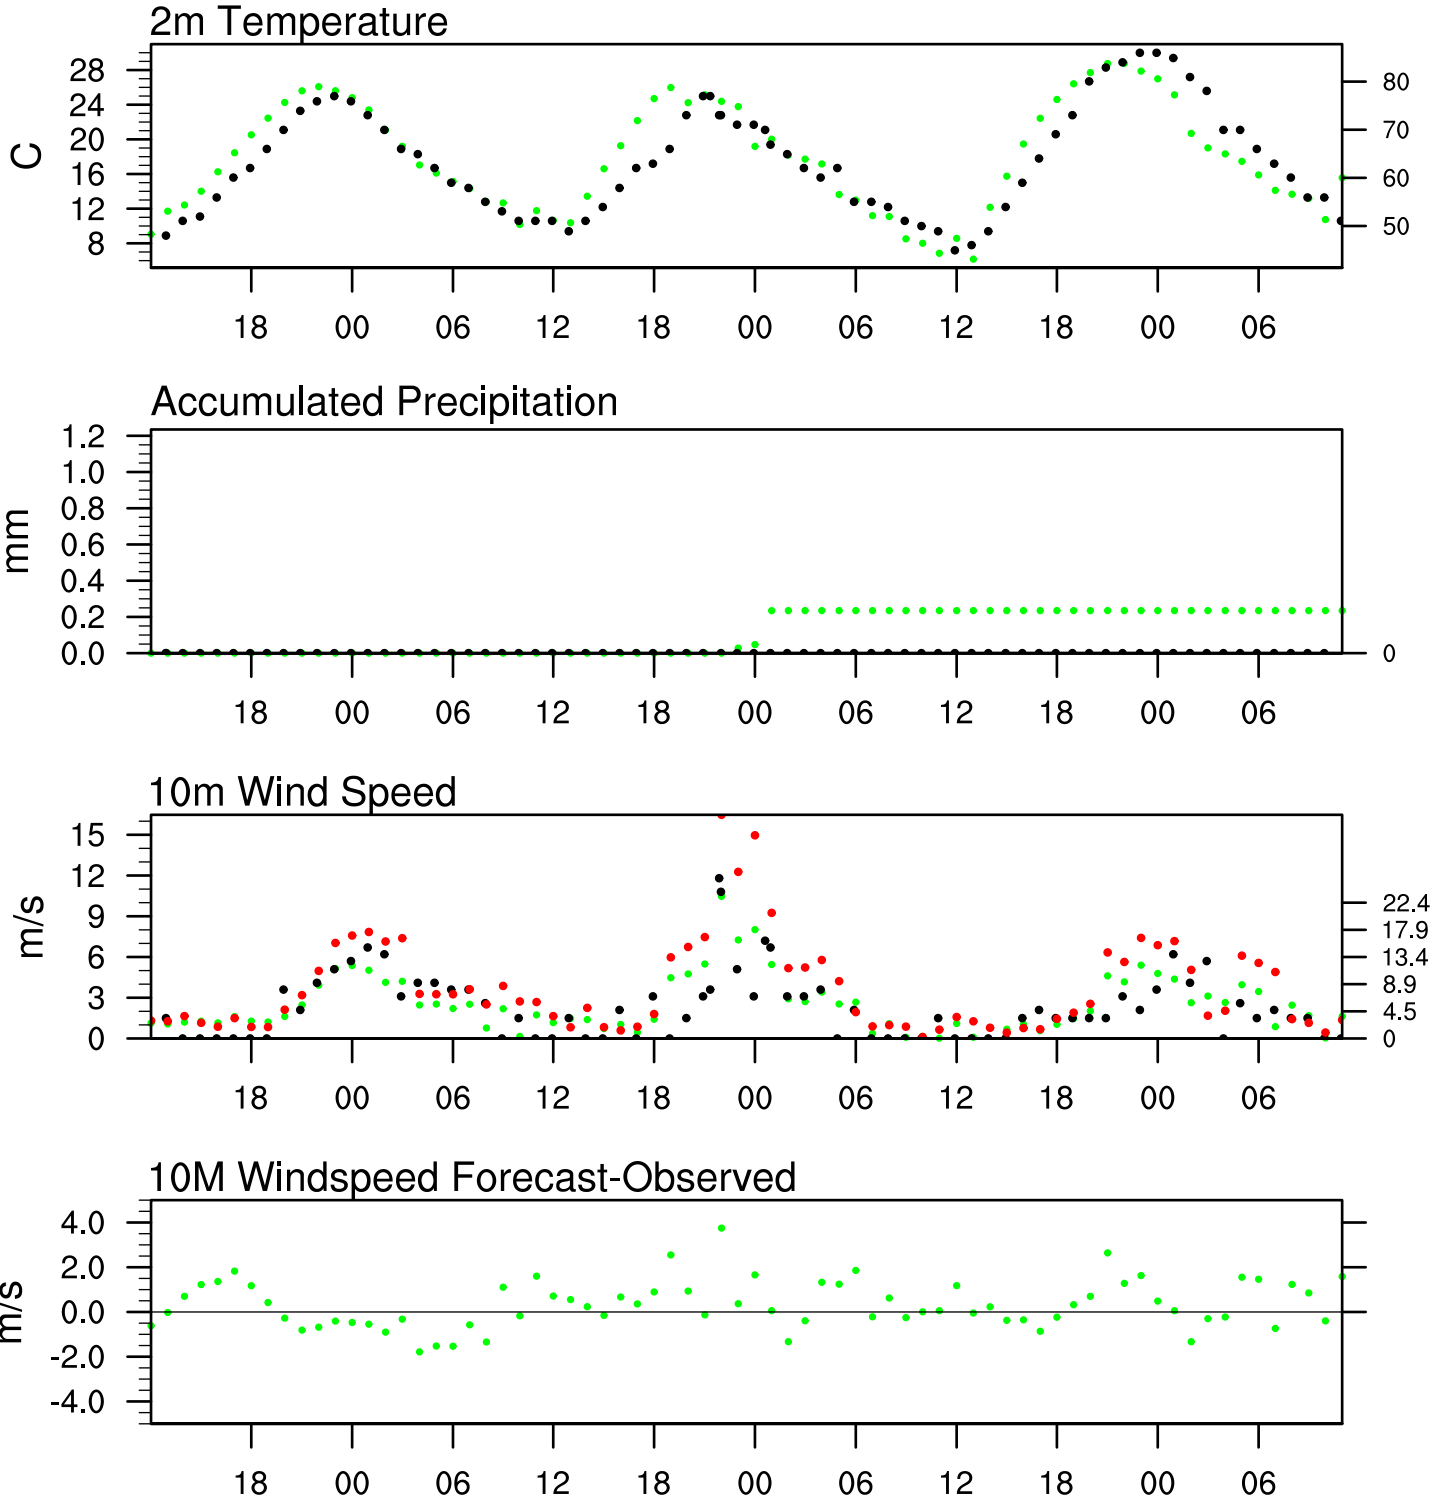 2m Temperature
C
28
24
20
16
12
8
80
70
60
50
18 00 06 12 18 00 06 12 18 00 06
Accumulated Precipitation
mm
1.2
1.0
0.8
0.6
0.4
0.2
0.0
0
18 00 06 12 18 00 06 12 18 00 06
10m Wind Speed
m/s
15
12
9
6
3
0
22.4
17.9
13.4
8.9
4.5
0
18 00 06 12 18 00 06 12 18 00 06
10M Windspeed Forecast-Observed
m/s
4.0
2.0
0.0
-2.0
-4.0
18 00 06 12 18 00 06 12 18 00 06